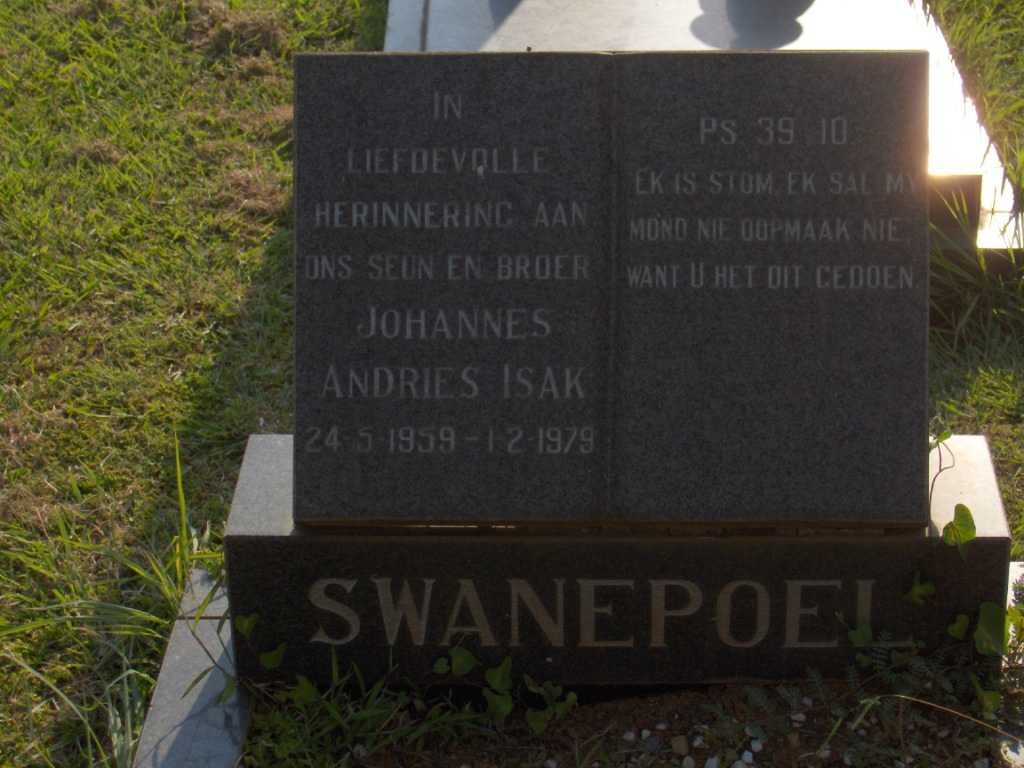 IN
LIEFDEVOLLE
HERINNERING AAN
ONS SEUN EN BROER
JOHANNES
ANDRIES ISAK
24-5-1959 - 1-2-1979
PS. 39:10
EK IS STOM, EK SAL MY
MOND NIE OOPMAAK NIE,
WANT U HET DIT GEDOEN.
SWANEPOEL